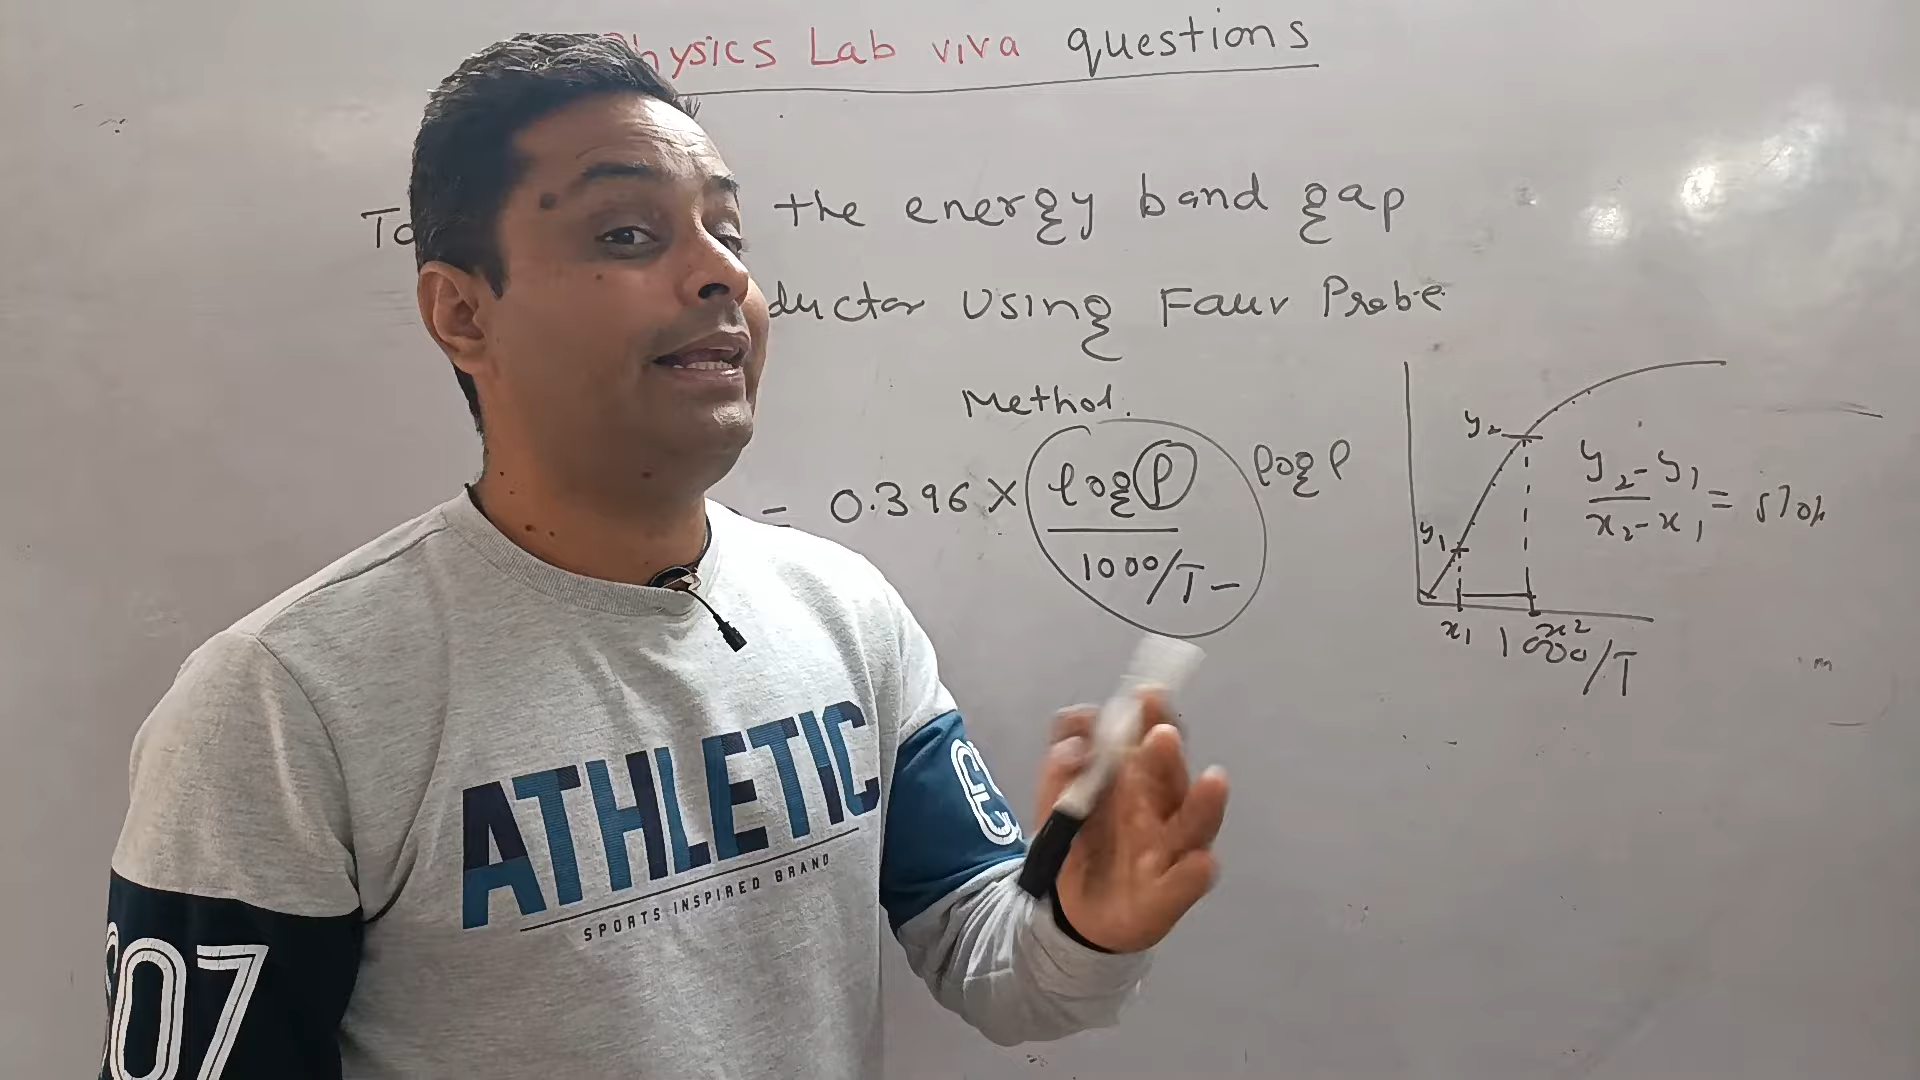 hysics Lab viva questions
To the energy band gap
ductor Using Four Probe
Method.
= 0.396 × log ρ / 1000/T
log ρ
y2
y1
x1
x2
1000/T
y2 - y1 / x2 - x1 = slop
ATHLETIC
SPORTS INSPIRED BRAND
07